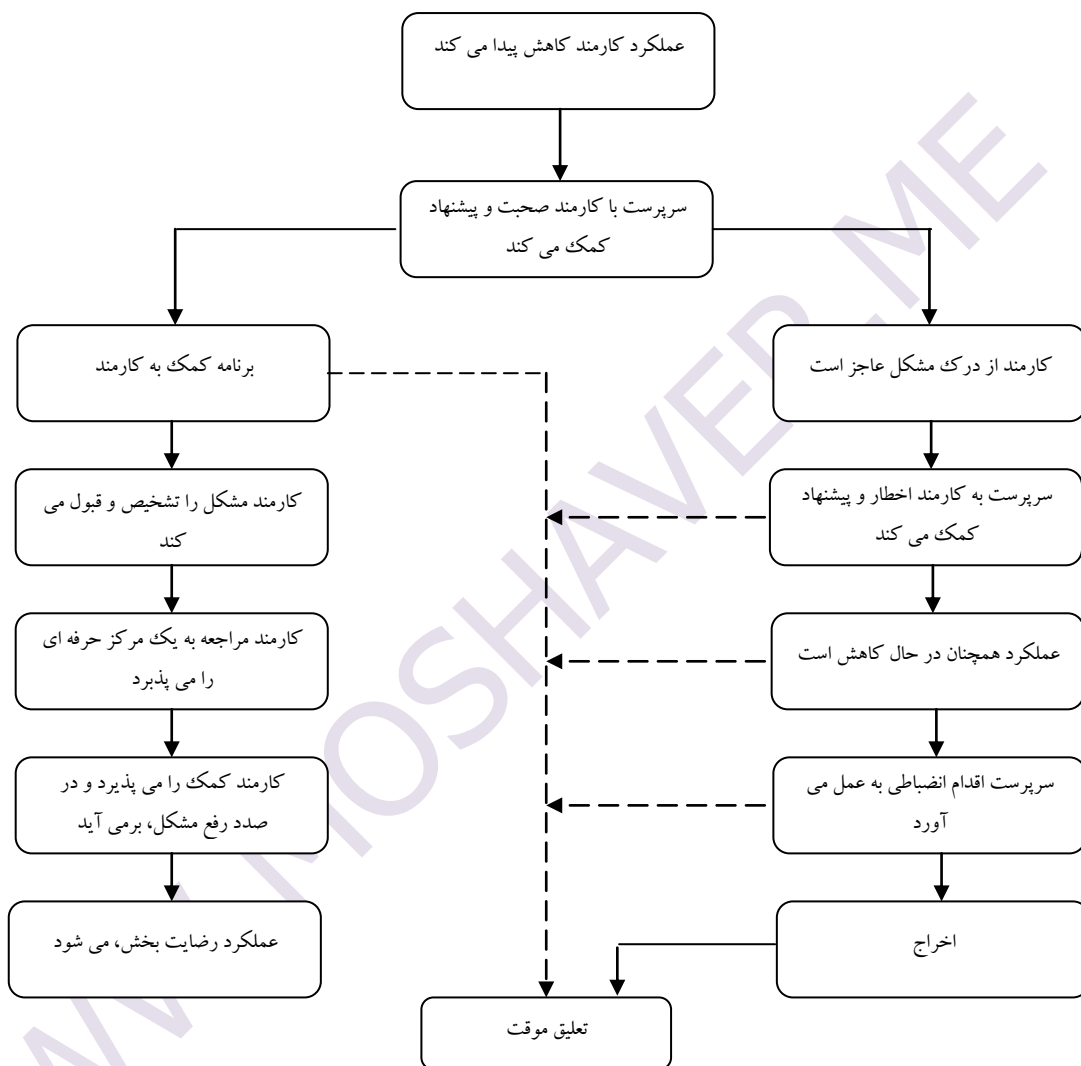 عملکرد کارمند کاهش پیدا می کند
سرپرست با کارمند صحبت و پیشنهاد
کمک می کند
کارمند از درک مشکل عاجز است
برنامه کمک به کارمند
سرپرست به کارمند اخطار و پیشنهاد
کمک می کند
کارمند مشکل را تشخیص و قبول می
کند
عملکرد همچنان در حال کاهش است
کارمند مراجعه به یک مرکز حرفه ای
را می پذبرد
سرپرست اقدام انضباطی به عمل می
آورد
کارمند کمک را می پذیرد و در
صدد رفع مشکل، برمی آید
اخراج
عملکرد رضایت بخش، می شود
تعلیق موقت
WW.MOSHAVER.ME